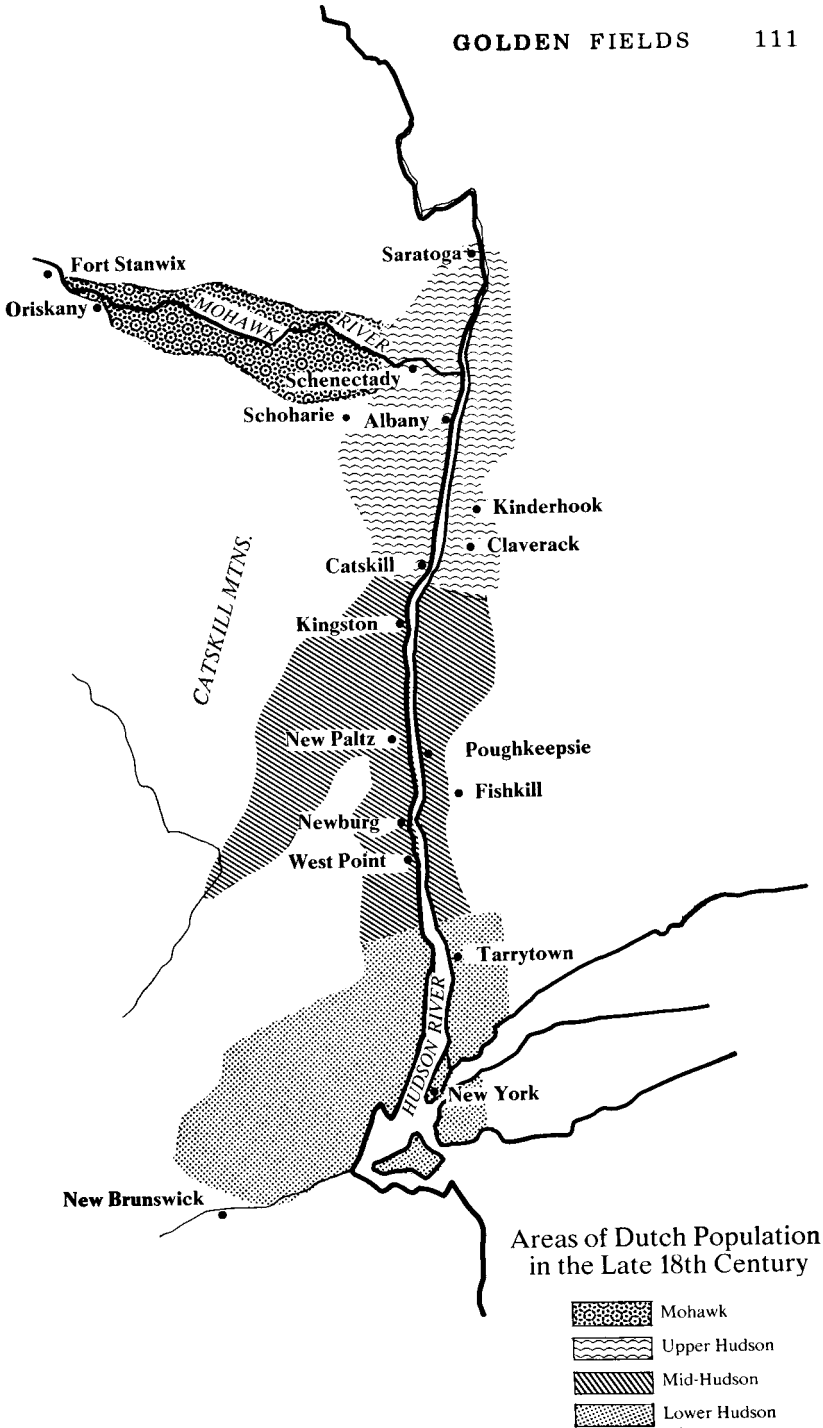 GOLDEN FIELDS 111
Saratoga
Fort Stanwix
Oriskany
MOHAWK RIVER
Schenectady
Schoharie
Albany
Kinderhook
Claverack
Catskill
CATSKILL MTNS.
Kingston
New Paltz
Poughkeepsie
Fishkill
Newburg
West Point
Tarrytown
HUDSON RIVER
New York
New Brunswick
Areas of Dutch Population
in the Late 18th Century
Mohawk
Upper Hudson
Mid-Hudson
Lower Hudson